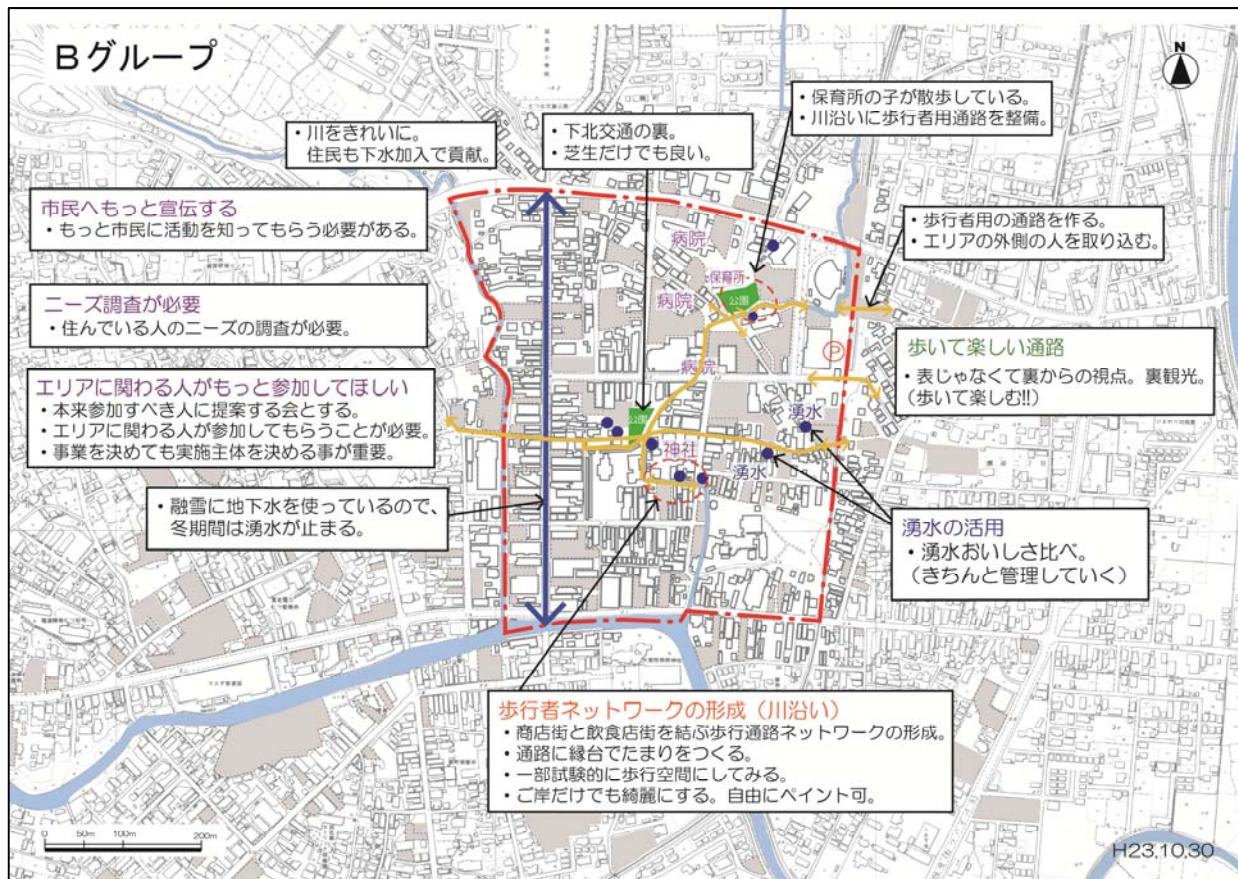 Bグループ
N
・保育所の子が散歩している。
・川沿いに歩行者用通路を整備。
・川をきれいに。
住民も下水加入で貢献。
・下北交通の裏。
・芝生だけでも良い。
市民へもっと宣伝する
・もっと市民に活動を知ってもらう必要がある。
・歩行者用の通路を作る。
・エリアの外側の人を取り込む。
病院
保育所
病院
公園
ニーズ調査が必要
・住んでいる人のニーズの調査が必要。
P
歩いて楽しい通路
・表じゃなくて裏からの視点。裏観光。
（歩いて楽しむ!!）
病院
エリアに関わる人がもっと参加してほしい
・本来参加すべき人に提案する会とする。
・エリアに関わる人が参加してもらうことが必要。
・事業を決めても実施主体を決める事が重要。
公園
湧水
神社
湧水
・融雪に地下水を使っているので、
冬期間は湧水が止まる。
湧水の活用
・湧水おいしさ比べ。
（きちんと管理していく）
歩行者ネットワークの形成（川沿い）
・商店街と飲食店街を結ぶ歩行通路ネットワークの形成。
・通路に縁台でたまりをつくる。
・一部試験的に歩行空間にしてみる。
・ご岸だけでも綺麗にする。自由にペイント可。
0 50m 100m 200m
H23.10.30